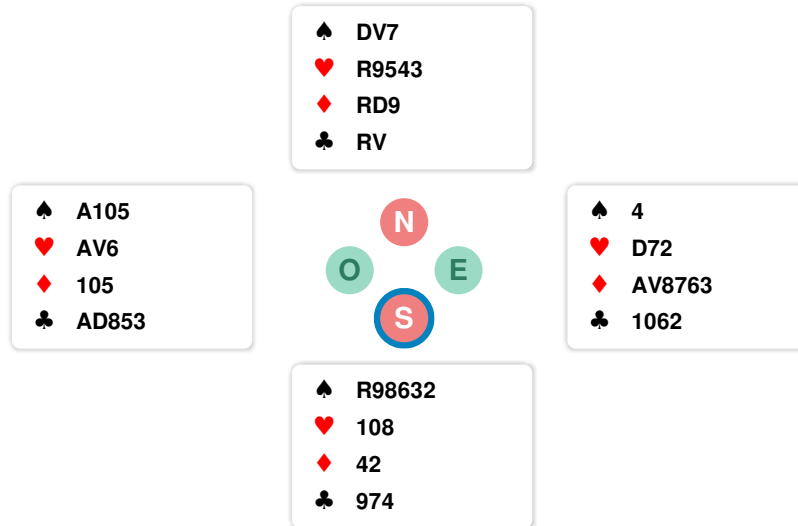 ♠ DV7
♥ R9543
♦ RD9
♣ RV
♠ A105
♥ AV6
♦ 105
♣ AD853
N
O E
S
♠ 4
♥ D72
♦ AV8763
♣ 1062
♠ R98632
♥ 108
♦ 42
♣ 974